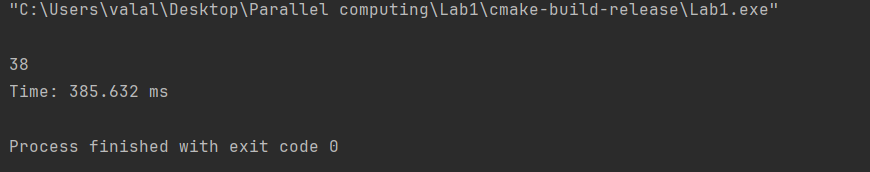 "C:\Users\valal\Desktop\Parallel computing\Lab1\cmake-build-release\Lab1.exe"
38
Time: 385.632 ms
Process finished with exit code 0